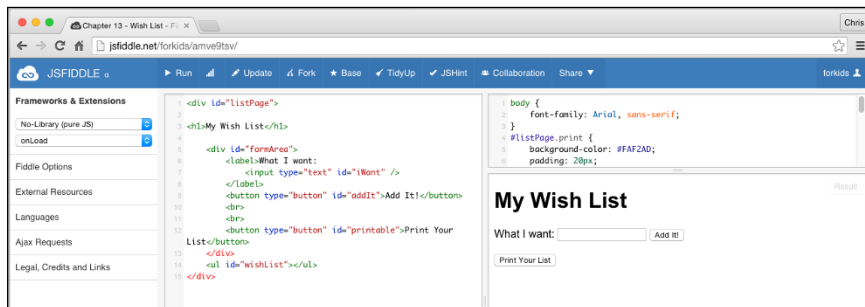 Chapter 13 - Wish List - Fi
Chris
jsfiddle.net/forkids/amve9tsv/
JSFIDDLE α
Run
Update
Fork
Base
TidyUp
JSHint
Collaboration
Share ▼
forkids
Frameworks & Extensions
No-Library (pure JS)
onLoad
Fiddle Options
External Resources
Languages
Ajax Requests
Legal, Credits and Links
1 <div id="listPage">
2
3 <h1>My Wish List</h1>
4
5 <div id="formArea">
6 <label>What I want:
7 <input type="text" id="iWant" />
8 </label>
9 <button type="button" id="addIt">Add It!</button>
10 <br>
11 <br>
12 <button type="button" id="printable">Print Your
List</button>
13 </div>
14 <ul id="wishList"></ul>
15 </div>
1 body {
2 font-family: Arial, sans-serif;
3 }
4 #listPage.print {
5 background-color: #FAF2AD;
6 padding: 20px;
Result
My Wish List
What I want:
Add It!
Print Your List